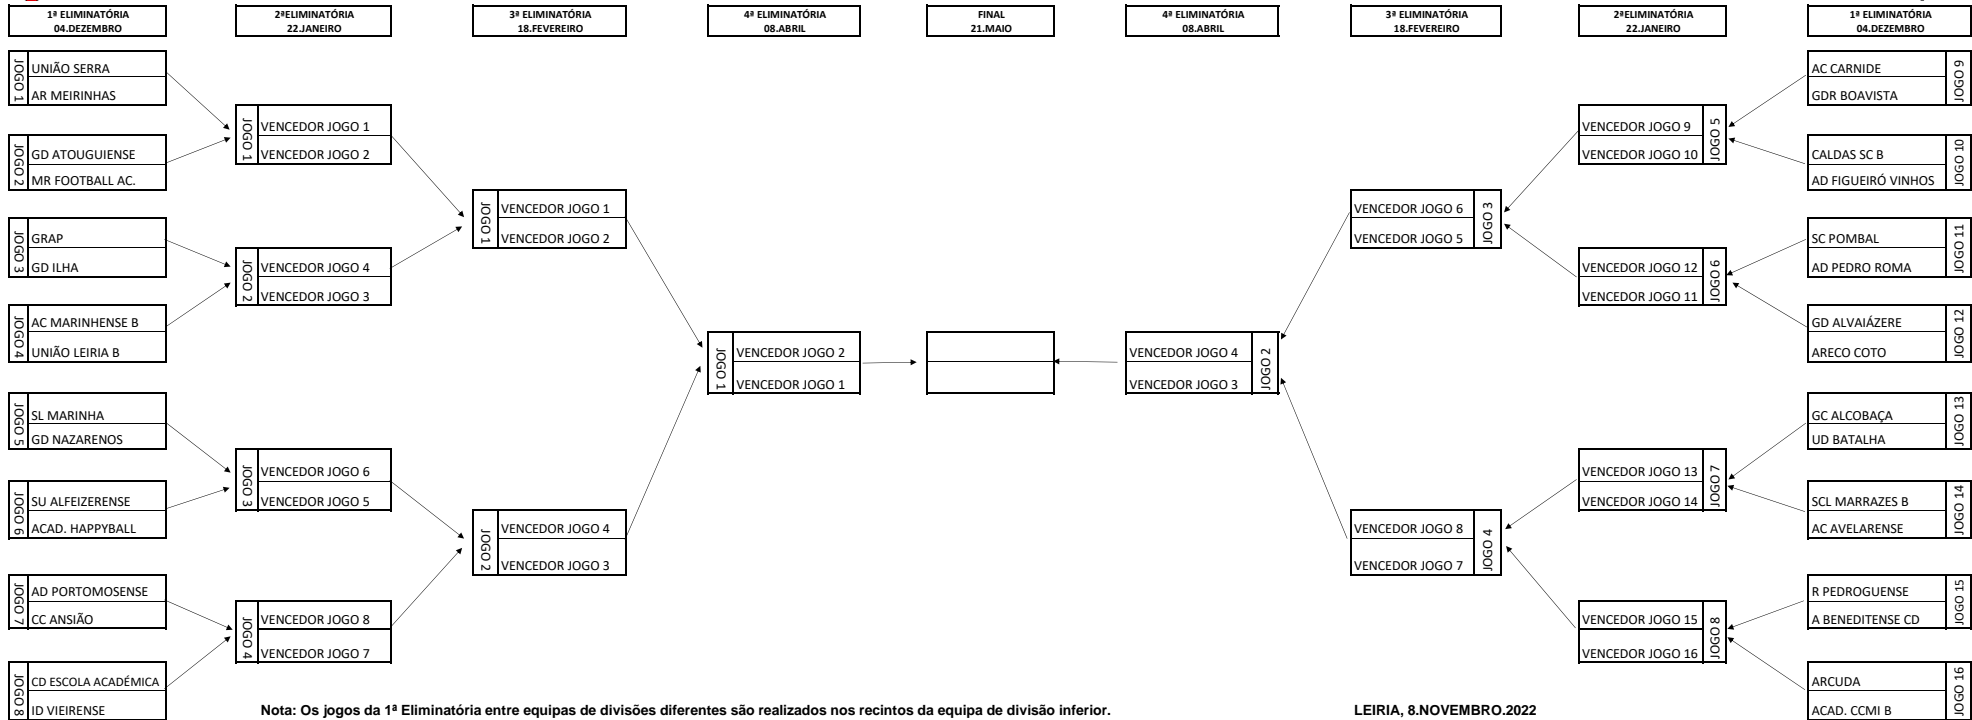 1ª ELIMINATÓRIA
04.DEZEMBRO
2ªELIMINATÓRIA
22.JANEIRO
3ª ELIMINATÓRIA
18.FEVEREIRO
4ª ELIMINATÓRIA
08.ABRIL
FINAL
21.MAIO
4ª ELIMINATÓRIA
08.ABRIL
3ª ELIMINATÓRIA
18.FEVEREIRO
2ªELIMINATÓRIA
22.JANEIRO
1ª ELIMINATÓRIA
04.DEZEMBRO
JOGO 1
UNIÃO SERRA
AR MEIRINHAS
JOGO 2
GD ATOUGUIENSE
MR FOOTBALL AC.
JOGO 3
GRAP
GD ILHA
JOGO 4
AC MARINHENSE B
UNIÃO LEIRIA B
JOGO 5
SL MARINHA
GD NAZARENOS
JOGO 6
SU ALFEIZERENSE
ACAD. HAPPYBALL
JOGO 7
AD PORTOMOSENSE
CC ANSIÃO
JOGO 8
CD ESCOLA ACADÉMICA
ID VIEIRENSE
JOGO 1
VENCEDOR JOGO 1
VENCEDOR JOGO 2
JOGO 2
VENCEDOR JOGO 4
VENCEDOR JOGO 3
JOGO 3
VENCEDOR JOGO 6
VENCEDOR JOGO 5
JOGO 4
VENCEDOR JOGO 8
VENCEDOR JOGO 7
JOGO 1
VENCEDOR JOGO 1
VENCEDOR JOGO 2
JOGO 2
VENCEDOR JOGO 4
VENCEDOR JOGO 3
JOGO 1
VENCEDOR JOGO 2
VENCEDOR JOGO 1
VENCEDOR JOGO 4
VENCEDOR JOGO 3
JOGO 2
VENCEDOR JOGO 6
VENCEDOR JOGO 5
JOGO 3
VENCEDOR JOGO 8
VENCEDOR JOGO 7
JOGO 4
VENCEDOR JOGO 9
VENCEDOR JOGO 10
JOGO 5
VENCEDOR JOGO 12
VENCEDOR JOGO 11
JOGO 6
VENCEDOR JOGO 13
VENCEDOR JOGO 14
JOGO 7
VENCEDOR JOGO 15
VENCEDOR JOGO 16
JOGO 8
AC CARNIDE
GDR BOAVISTA
JOGO 9
CALDAS SC B
AD FIGUEIRÓ VINHOS
JOGO 10
SC POMBAL
AD PEDRO ROMA
JOGO 11
GD ALVAIÁZERE
ARECO COTO
JOGO 12
GC ALCOBAÇA
UD BATALHA
JOGO 13
SCL MARRAZES B
AC AVELARENSE
JOGO 14
R PEDROGUENSE
A BENEDITENSE CD
JOGO 15
ARCUDA
ACAD. CCMI B
JOGO 16
Nota: Os jogos da 1ª Eliminatória entre equipas de divisões diferentes são realizados nos recintos da equipa de divisão inferior.
LEIRIA, 8.NOVEMBRO.2022